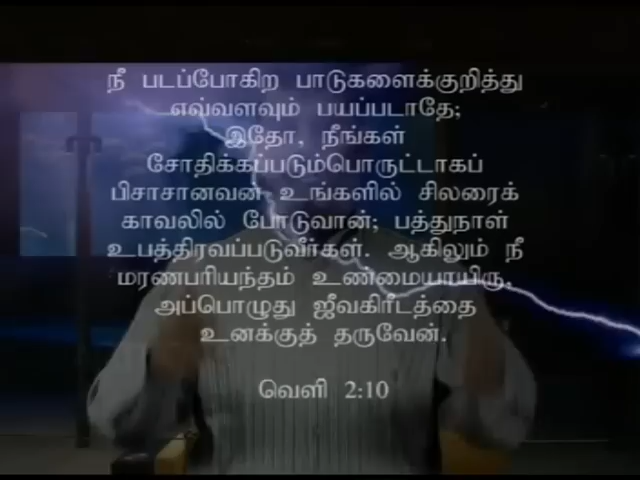 நீ படப்போகிற பாடுகளைக்குறித்து
எவ்வளவும் பயப்படாதே;
இதோ, நீங்கள்
சோதிக்கப்படும்பொருட்டாகப்
பிசாசானவன் உங்களில் சிலரைக்
காவலில் போடுவான்; பத்துநாள்
உபத்திரவப்படுவீர்கள். ஆகிலும் நீ
மரணபரியந்தம் உண்மையாயிரு,
அப்பொழுது ஜீவகிரீடத்தை
உனக்குத் தருவேன்.
வெளி 2:10